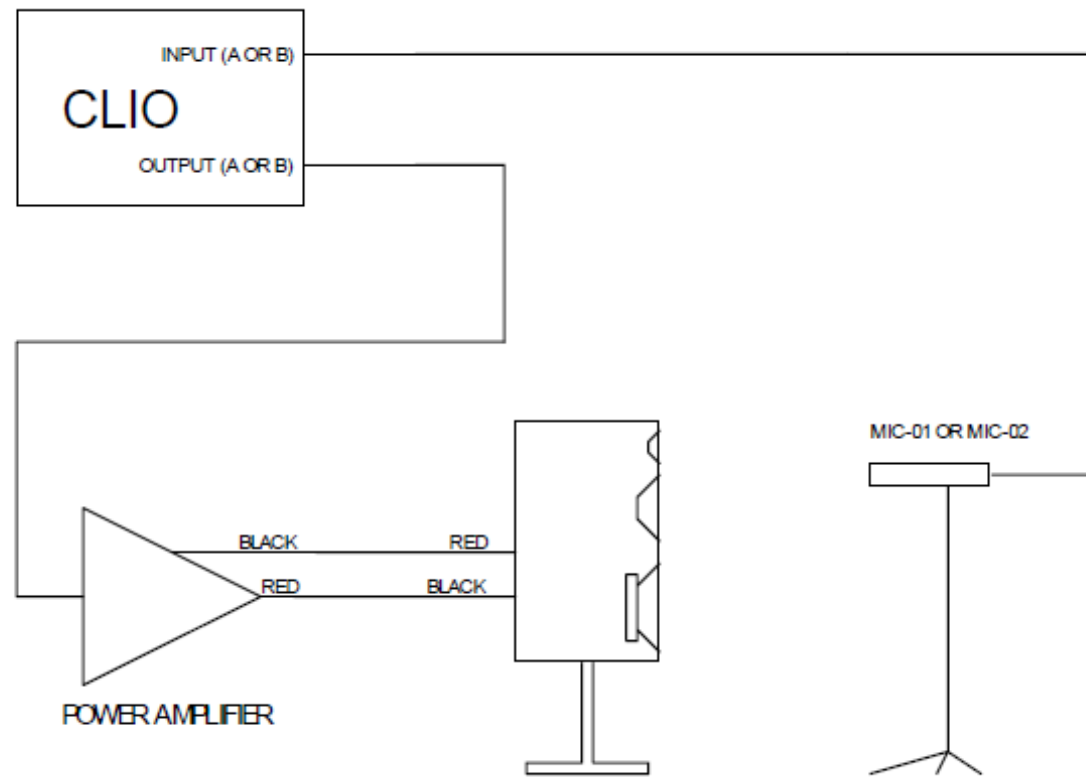 INPUT (A OR B)
CLIO
OUTPUT (A OR B)
MIC-01 OR MIC-02
BLACK RED
RED BLACK
POWER AMPLIFIER